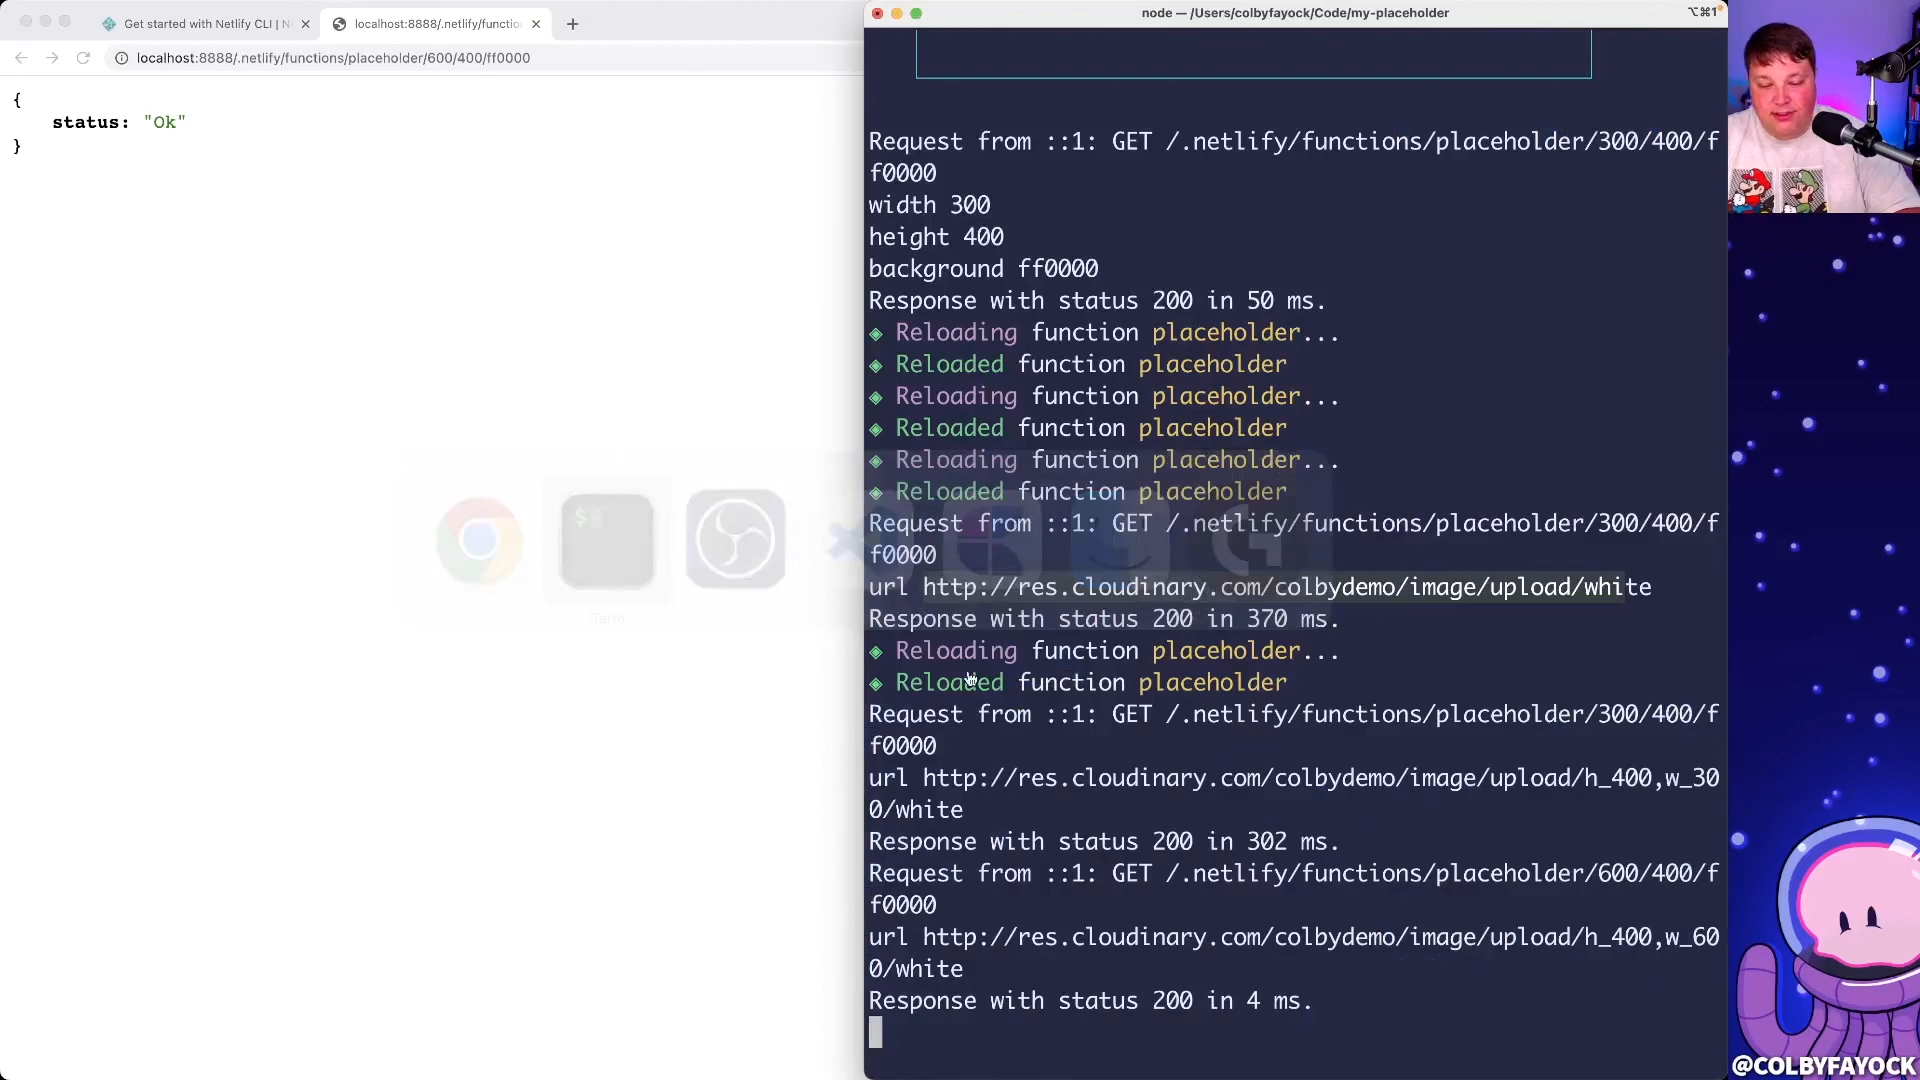 Get started with Netlify CLI | N
localhost:8888/.netlify/functio
localhost:8888/.netlify/functions/placeholder/600/400/ff0000
{
status: "Ok"
}
node — /Users/colbyfayock/Code/my-placeholder
⌥⌘1
Request from ::1: GET /.netlify/functions/placeholder/300/400/f
f0000
width 300
height 400
background ff0000
Response with status 200 in 50 ms.
◈ Reloading function placeholder...
◈ Reloaded function placeholder
◈ Reloading function placeholder...
◈ Reloaded function placeholder
◈ Reloading function placeholder...
◈ Reloaded function placeholder
Request from ::1: GET /.netlify/functions/placeholder/300/400/f
f0000
url http://res.cloudinary.com/colbydemo/image/upload/white
Response with status 200 in 370 ms.
◈ Reloading function placeholder...
◈ Reloaded function placeholder
Request from ::1: GET /.netlify/functions/placeholder/300/400/f
f0000
url http://res.cloudinary.com/colbydemo/image/upload/h_400,w_30
0/white
Response with status 200 in 302 ms.
Request from ::1: GET /.netlify/functions/placeholder/600/400/f
f0000
url http://res.cloudinary.com/colbydemo/image/upload/h_400,w_60
0/white
Response with status 200 in 4 ms.
$
iTerm
@COLBYFAYOCK